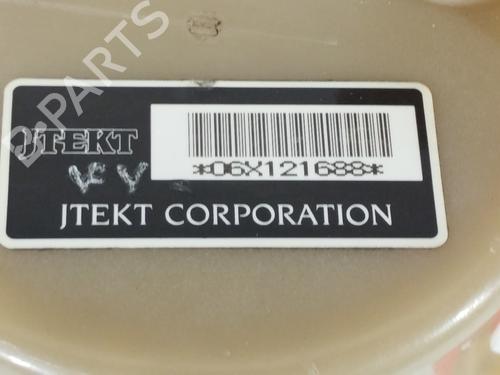 B-PARTS
JTEKT
*06X121688*
JTEKT CORPORATION